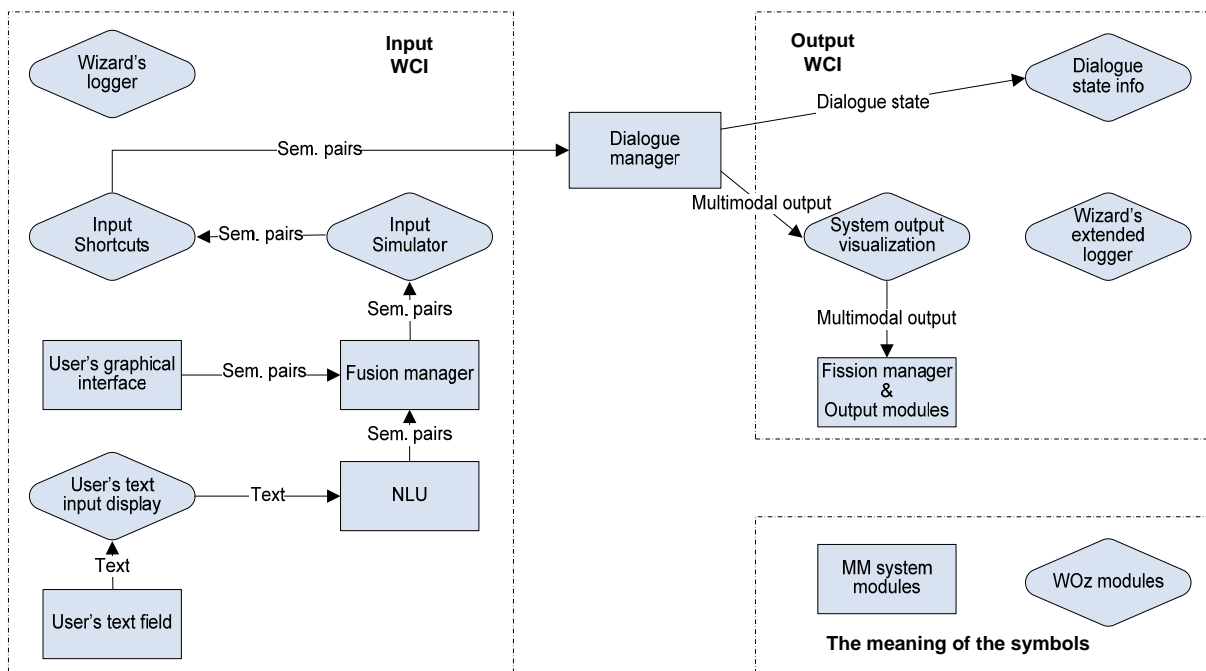 Input
WCI
Wizard's
logger
Sem. pairs
Input
Shortcuts
Sem. pairs
Input
Simulator
Sem. pairs
User's graphical
interface
Sem. pairs
Fusion manager
Sem. pairs
User's text
input display
Text
NLU
Text
User's text field
Dialogue
manager
Output
WCI
Dialogue state
Dialogue
state info
Multimodal output
System output
visualization
Wizard's
extended
logger
Multimodal output
Fission manager
&
Output modules
MM system
modules
WOz modules
The meaning of the symbols